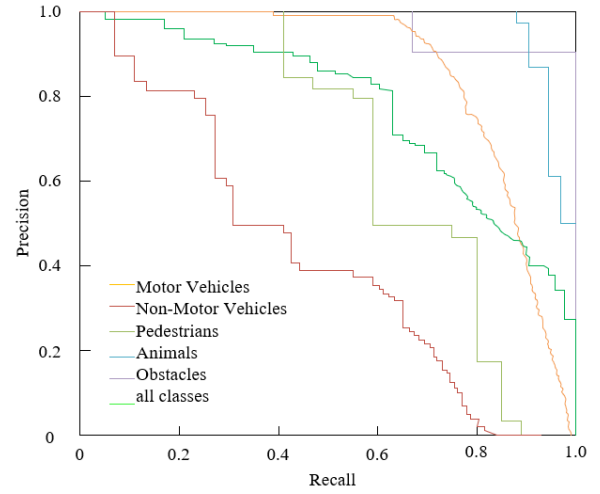 1.0
0.8
0.6
0.4
0.2
0
Precision
Motor Vehicles
Non-Motor Vehicles
Pedestrians
Animals
Obstacles
all classes
0 0.2 0.4 0.6 0.8 1.0
Recall